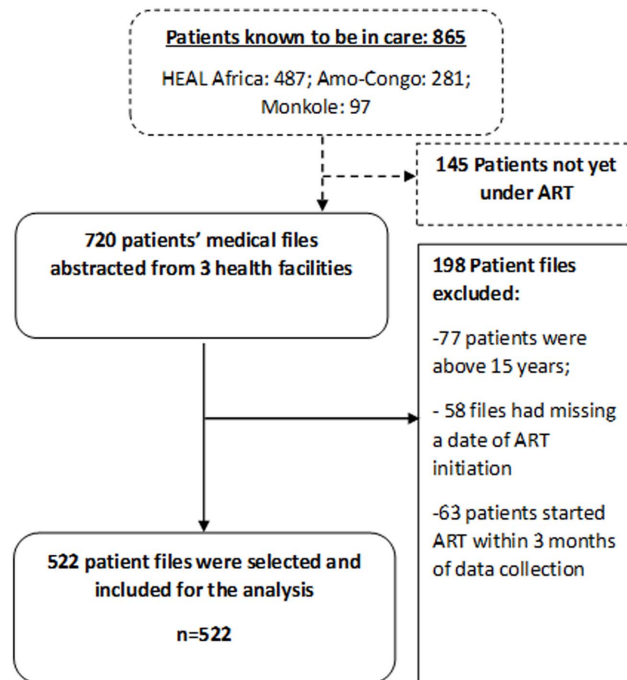 Patients known to be in care: 865
HEAL Africa: 487; Amo-Congo: 281;
Monkole: 97
145 Patients not yet
under ART
720 patients’ medical files
abstracted from 3 health facilities
198 Patient files
excluded:
-77 patients were
above 15 years;
- 58 files had missing
a date of ART
initiation
-63 patients started
ART within 3 months
of data collection
522 patient files were selected and
included for the analysis
n=522